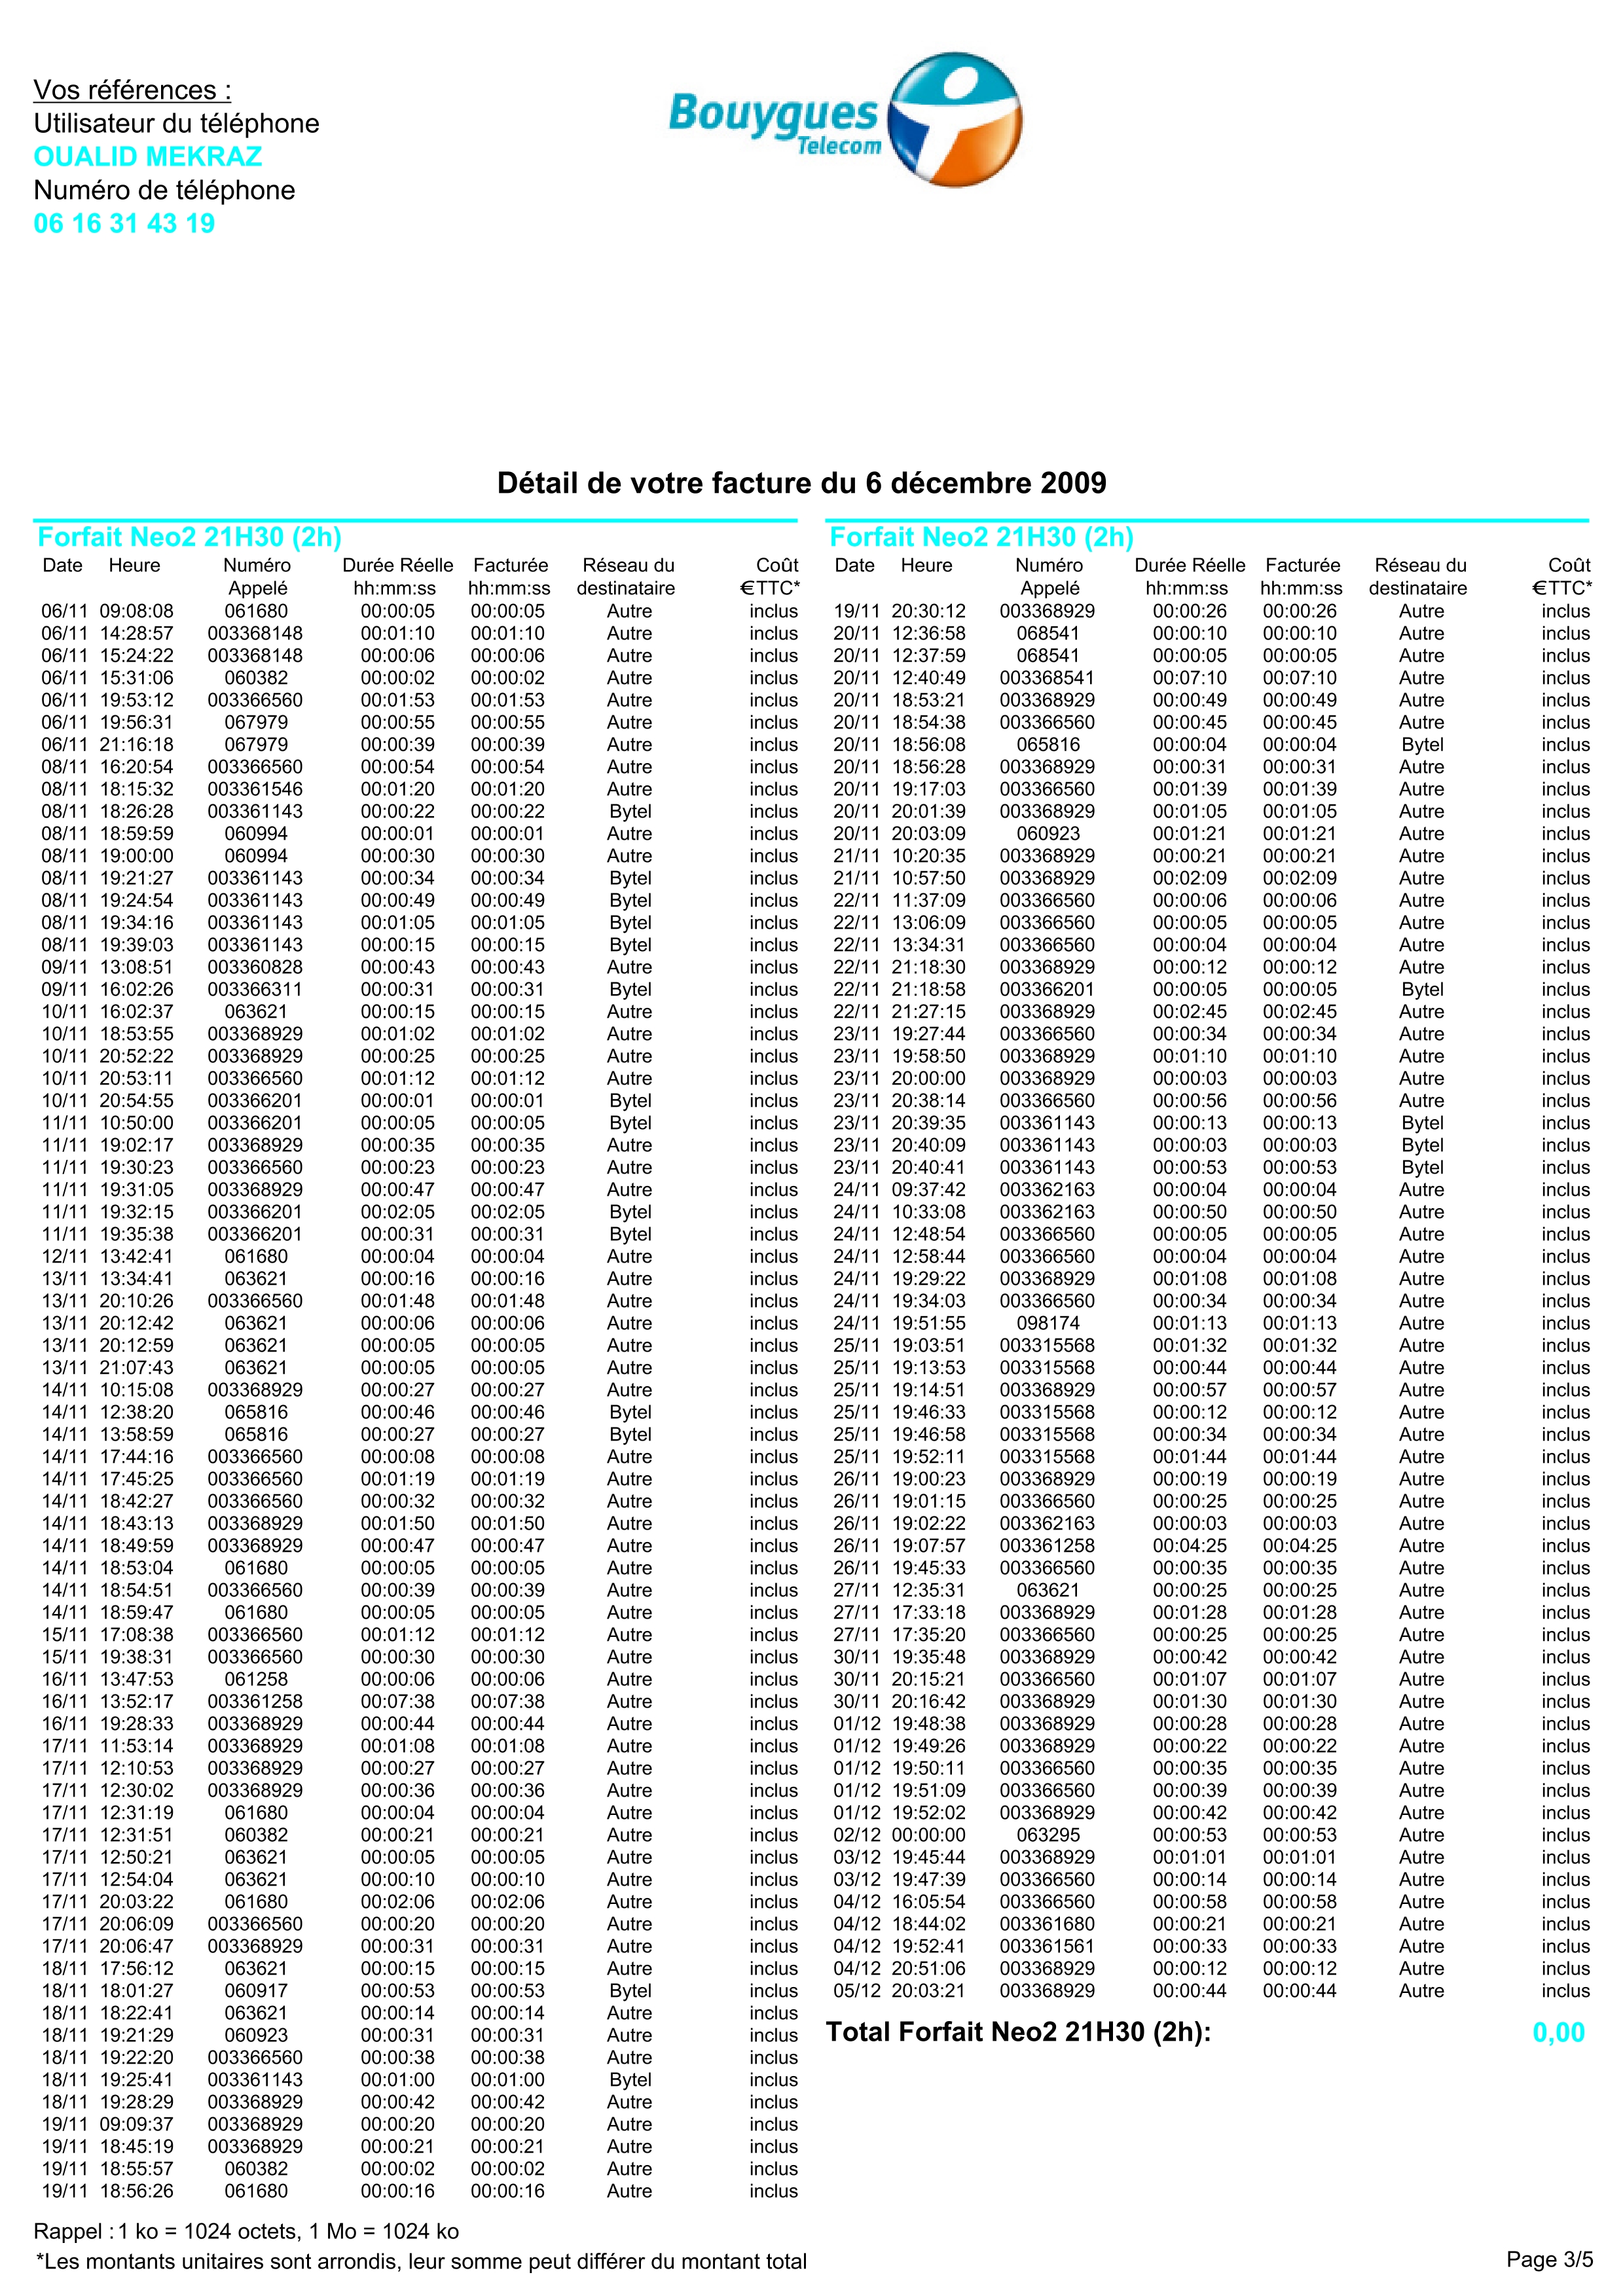 Vos références :
Utilisateur du téléphone
OUALID MEKRAZ
Numéro de téléphone
06 16 31 43 19
Bouygues
Telecom
Détail de votre facture du 6 décembre 2009
Forfait Neo2 21H30 (2h)
Date Heure Numéro Durée Réelle Facturée Réseau du Coût
Appelé hh:mm:ss hh:mm:ss destinataire €TTC*
06/11 09:08:08 061680 00:00:05 00:00:05 Autre inclus
06/11 14:28:57 003368148 00:01:10 00:01:10 Autre inclus
06/11 15:24:22 003368148 00:00:06 00:00:06 Autre inclus
06/11 15:31:06 060382 00:00:02 00:00:02 Autre inclus
06/11 19:53:12 003366560 00:01:53 00:01:53 Autre inclus
06/11 19:56:31 067979 00:00:55 00:00:55 Autre inclus
06/11 21:16:18 067979 00:00:39 00:00:39 Autre inclus
08/11 16:20:54 003366560 00:00:54 00:00:54 Autre inclus
08/11 18:15:32 003361546 00:01:20 00:01:20 Autre inclus
08/11 18:26:28 003361143 00:00:22 00:00:22 Bytel inclus
08/11 18:59:59 060994 00:00:01 00:00:01 Autre inclus
08/11 19:00:00 060994 00:00:30 00:00:30 Autre inclus
08/11 19:21:27 003361143 00:00:34 00:00:34 Bytel inclus
08/11 19:24:54 003361143 00:00:49 00:00:49 Bytel inclus
08/11 19:34:16 003361143 00:01:05 00:01:05 Bytel inclus
08/11 19:39:03 003361143 00:00:15 00:00:15 Bytel inclus
09/11 13:08:51 003360828 00:00:43 00:00:43 Autre inclus
09/11 16:02:26 003366311 00:00:31 00:00:31 Bytel inclus
10/11 16:02:37 063621 00:00:15 00:00:15 Autre inclus
10/11 18:53:55 003368929 00:01:02 00:01:02 Autre inclus
10/11 20:52:22 003368929 00:00:25 00:00:25 Autre inclus
10/11 20:53:11 003366560 00:01:12 00:01:12 Autre inclus
10/11 20:54:55 003366201 00:00:01 00:00:01 Bytel inclus
11/11 10:50:00 003366201 00:00:05 00:00:05 Bytel inclus
11/11 19:02:17 003368929 00:00:35 00:00:35 Autre inclus
11/11 19:30:23 003366560 00:00:23 00:00:23 Autre inclus
11/11 19:31:05 003368929 00:00:47 00:00:47 Autre inclus
11/11 19:32:15 003366201 00:02:05 00:02:05 Bytel inclus
11/11 19:35:38 003366201 00:00:31 00:00:31 Bytel inclus
12/11 13:42:41 061680 00:00:04 00:00:04 Autre inclus
13/11 13:34:41 063621 00:00:16 00:00:16 Autre inclus
13/11 20:10:26 003366560 00:01:48 00:01:48 Autre inclus
13/11 20:12:42 063621 00:00:06 00:00:06 Autre inclus
13/11 20:12:59 063621 00:00:05 00:00:05 Autre inclus
13/11 21:07:43 063621 00:00:05 00:00:05 Autre inclus
14/11 10:15:08 003368929 00:00:27 00:00:27 Autre inclus
14/11 12:38:20 065816 00:00:46 00:00:46 Bytel inclus
14/11 13:58:59 065816 00:00:27 00:00:27 Bytel inclus
14/11 17:44:16 003366560 00:00:08 00:00:08 Autre inclus
14/11 17:45:25 003366560 00:01:19 00:01:19 Autre inclus
14/11 18:42:27 003366560 00:00:32 00:00:32 Autre inclus
14/11 18:43:13 003368929 00:01:50 00:01:50 Autre inclus
14/11 18:49:59 003368929 00:00:47 00:00:47 Autre inclus
14/11 18:53:04 061680 00:00:05 00:00:05 Autre inclus
14/11 18:54:51 003366560 00:00:39 00:00:39 Autre inclus
14/11 18:59:47 061680 00:00:05 00:00:05 Autre inclus
15/11 17:08:38 003366560 00:01:12 00:01:12 Autre inclus
15/11 19:38:31 003366560 00:00:30 00:00:30 Autre inclus
16/11 13:47:53 061258 00:00:06 00:00:06 Autre inclus
16/11 13:52:17 003361258 00:07:38 00:07:38 Autre inclus
16/11 19:28:33 003368929 00:00:44 00:00:44 Autre inclus
17/11 11:53:14 003368929 00:01:08 00:01:08 Autre inclus
17/11 12:10:53 003368929 00:00:27 00:00:27 Autre inclus
17/11 12:30:02 003368929 00:00:36 00:00:36 Autre inclus
17/11 12:31:19 061680 00:00:04 00:00:04 Autre inclus
17/11 12:31:51 060382 00:00:21 00:00:21 Autre inclus
17/11 12:50:21 063621 00:00:05 00:00:05 Autre inclus
17/11 12:54:04 063621 00:00:10 00:00:10 Autre inclus
17/11 20:03:22 061680 00:02:06 00:02:06 Autre inclus
17/11 20:06:09 003366560 00:00:20 00:00:20 Autre inclus
17/11 20:06:47 003368929 00:00:31 00:00:31 Autre inclus
18/11 17:56:12 063621 00:00:15 00:00:15 Autre inclus
18/11 18:01:27 060917 00:00:53 00:00:53 Bytel inclus
18/11 18:22:41 063621 00:00:14 00:00:14 Autre inclus
18/11 19:21:29 060923 00:00:31 00:00:31 Autre inclus
18/11 19:22:20 003366560 00:00:38 00:00:38 Autre inclus
18/11 19:25:41 003361143 00:01:00 00:01:00 Bytel inclus
18/11 19:28:29 003368929 00:00:42 00:00:42 Autre inclus
19/11 09:09:37 003368929 00:00:20 00:00:20 Autre inclus
19/11 18:45:19 003368929 00:00:21 00:00:21 Autre inclus
19/11 18:55:57 060382 00:00:02 00:00:02 Autre inclus
19/11 18:56:26 061680 00:00:16 00:00:16 Autre inclus
Forfait Neo2 21H30 (2h)
Date Heure Numéro Durée Réelle Facturée Réseau du Coût
Appelé hh:mm:ss hh:mm:ss destinataire €TTC*
19/11 20:30:12 003368929 00:00:26 00:00:26 Autre inclus
20/11 12:36:58 068541 00:00:10 00:00:10 Autre inclus
20/11 12:37:59 068541 00:00:05 00:00:05 Autre inclus
20/11 12:40:49 003368541 00:07:10 00:07:10 Autre inclus
20/11 18:53:21 003368929 00:00:49 00:00:49 Autre inclus
20/11 18:54:38 003366560 00:00:45 00:00:45 Autre inclus
20/11 18:56:08 065816 00:00:04 00:00:04 Bytel inclus
20/11 18:56:28 003368929 00:00:31 00:00:31 Autre inclus
20/11 19:17:03 003366560 00:01:39 00:01:39 Autre inclus
20/11 20:01:39 003368929 00:01:05 00:01:05 Autre inclus
20/11 20:03:09 060923 00:01:21 00:01:21 Autre inclus
21/11 10:20:35 003368929 00:00:21 00:00:21 Autre inclus
21/11 10:57:50 003368929 00:02:09 00:02:09 Autre inclus
22/11 11:37:09 003366560 00:00:06 00:00:06 Autre inclus
22/11 13:06:09 003366560 00:00:05 00:00:05 Autre inclus
22/11 13:34:31 003366560 00:00:04 00:00:04 Autre inclus
22/11 21:18:30 003368929 00:00:12 00:00:12 Autre inclus
22/11 21:18:58 003366201 00:00:05 00:00:05 Bytel inclus
22/11 21:27:15 003368929 00:02:45 00:02:45 Autre inclus
23/11 19:27:44 003366560 00:00:34 00:00:34 Autre inclus
23/11 19:58:50 003368929 00:01:10 00:01:10 Autre inclus
23/11 20:00:00 003368929 00:00:03 00:00:03 Autre inclus
23/11 20:38:14 003366560 00:00:56 00:00:56 Autre inclus
23/11 20:39:35 003361143 00:00:13 00:00:13 Bytel inclus
23/11 20:40:09 003361143 00:00:03 00:00:03 Bytel inclus
23/11 20:40:41 003361143 00:00:53 00:00:53 Bytel inclus
24/11 09:37:42 003362163 00:00:04 00:00:04 Autre inclus
24/11 10:33:08 003362163 00:00:50 00:00:50 Autre inclus
24/11 12:48:54 003366560 00:00:05 00:00:05 Autre inclus
24/11 12:58:44 003366560 00:00:04 00:00:04 Autre inclus
24/11 19:29:22 003368929 00:01:08 00:01:08 Autre inclus
24/11 19:34:03 003366560 00:00:34 00:00:34 Autre inclus
24/11 19:51:55 098174 00:01:13 00:01:13 Autre inclus
25/11 19:03:51 003315568 00:01:32 00:01:32 Autre inclus
25/11 19:13:53 003315568 00:00:44 00:00:44 Autre inclus
25/11 19:14:51 003368929 00:00:57 00:00:57 Autre inclus
25/11 19:46:33 003315568 00:00:12 00:00:12 Autre inclus
25/11 19:46:58 003315568 00:00:34 00:00:34 Autre inclus
25/11 19:52:11 003315568 00:01:44 00:01:44 Autre inclus
26/11 19:00:23 003368929 00:00:19 00:00:19 Autre inclus
26/11 19:01:15 003366560 00:00:25 00:00:25 Autre inclus
26/11 19:02:22 003362163 00:00:03 00:00:03 Autre inclus
26/11 19:07:57 003361258 00:04:25 00:04:25 Autre inclus
26/11 19:45:33 003366560 00:00:35 00:00:35 Autre inclus
27/11 12:35:31 063621 00:00:25 00:00:25 Autre inclus
27/11 17:33:18 003368929 00:01:28 00:01:28 Autre inclus
27/11 17:35:20 003366560 00:00:25 00:00:25 Autre inclus
30/11 19:35:48 003368929 00:00:42 00:00:42 Autre inclus
30/11 20:15:21 003366560 00:01:07 00:01:07 Autre inclus
30/11 20:16:42 003368929 00:01:30 00:01:30 Autre inclus
01/12 19:48:38 003368929 00:00:28 00:00:28 Autre inclus
01/12 19:49:26 003368929 00:00:22 00:00:22 Autre inclus
01/12 19:50:11 003366560 00:00:35 00:00:35 Autre inclus
01/12 19:51:09 003366560 00:00:39 00:00:39 Autre inclus
01/12 19:52:02 003368929 00:00:42 00:00:42 Autre inclus
02/12 00:00:00 063295 00:00:53 00:00:53 Autre inclus
03/12 19:45:44 003368929 00:01:01 00:01:01 Autre inclus
03/12 19:47:39 003366560 00:00:14 00:00:14 Autre inclus
04/12 16:05:54 003366560 00:00:58 00:00:58 Autre inclus
04/12 18:44:02 003361680 00:00:21 00:00:21 Autre inclus
04/12 19:52:41 003361561 00:00:33 00:00:33 Autre inclus
04/12 20:51:06 003368929 00:00:12 00:00:12 Autre inclus
05/12 20:03:21 003368929 00:00:44 00:00:44 Autre inclus
Total Forfait Neo2 21H30 (2h): 0,00
Rappel : 1 ko = 1024 octets, 1 Mo = 1024 ko
*Les montants unitaires sont arrondis, leur somme peut différer du montant total
Page 3/5